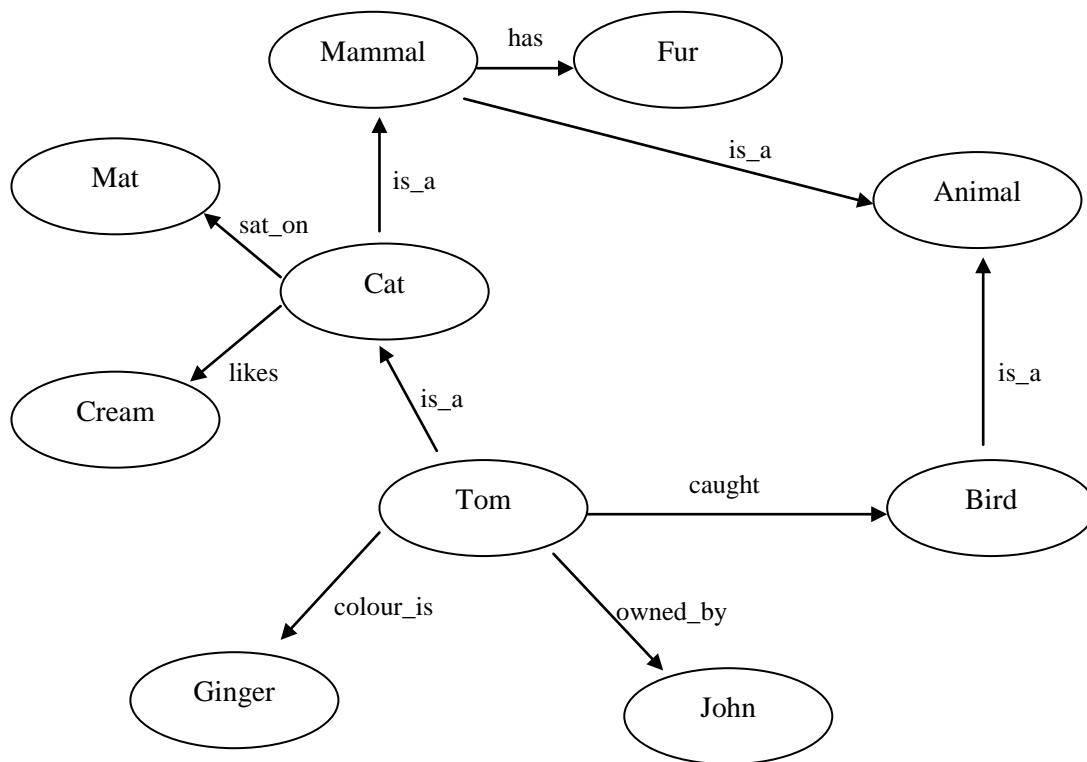 Mammal
has
Fur
is_a
Mat
is_a
Animal
sat_on
Cat
likes
is_a
Cream
is_a
Tom
caught
Bird
colour_is
owned_by
Ginger
John